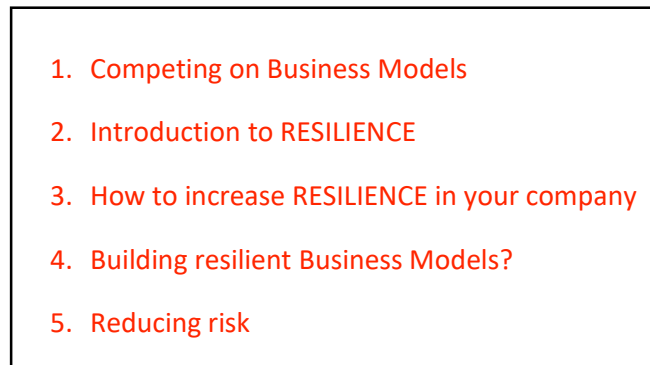 1. Competing on Business Models
2. Introduction to RESILIENCE
3. How to increase RESILIENCE in your company
4. Building resilient Business Models?
5. Reducing risk